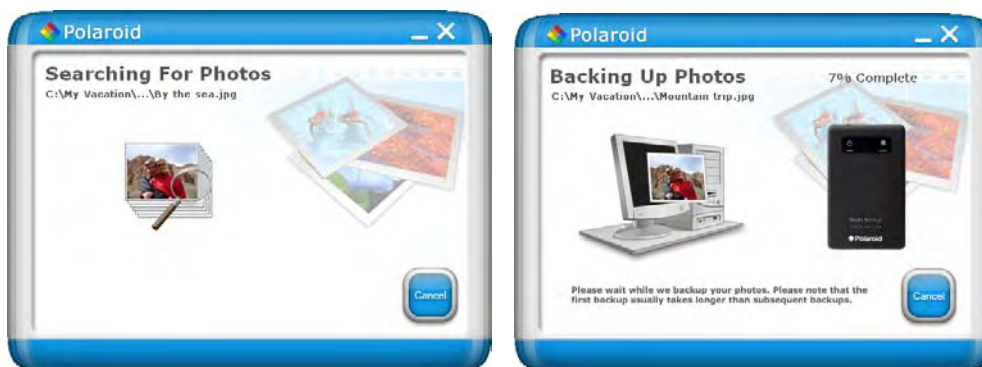 Polaroid
Searching For Photos
C:\My Vacation\...\By the sea.jpg
Cancel
Polaroid
Backing Up Photos
7% Complete
C:\My Vacation\...\Mountain trip.jpg
Polaroid
Please wait while we backup your photos. Please note that the
first backup usually takes longer than subsequent backups.
Cancel